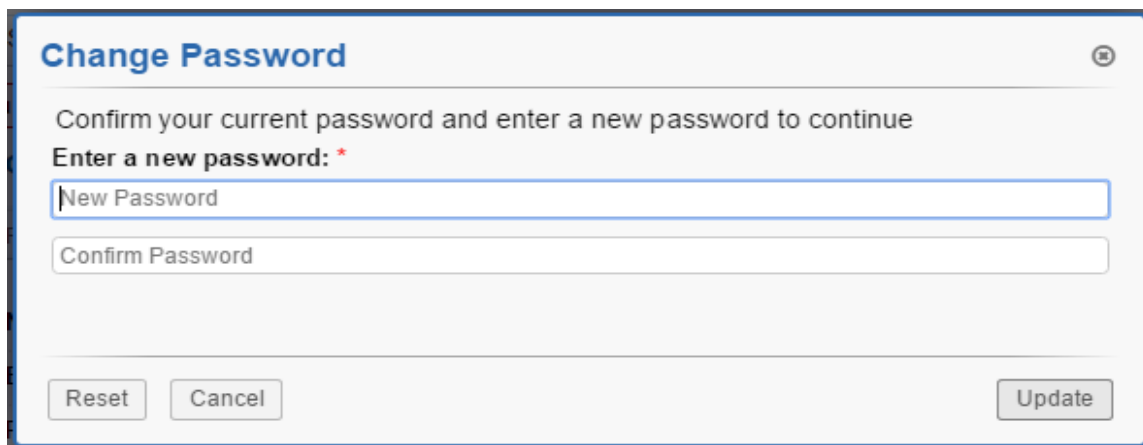 Change Password
Confirm your current password and enter a new password to continue
Enter a new password: *
New Password
Confirm Password
Reset Cancel Update